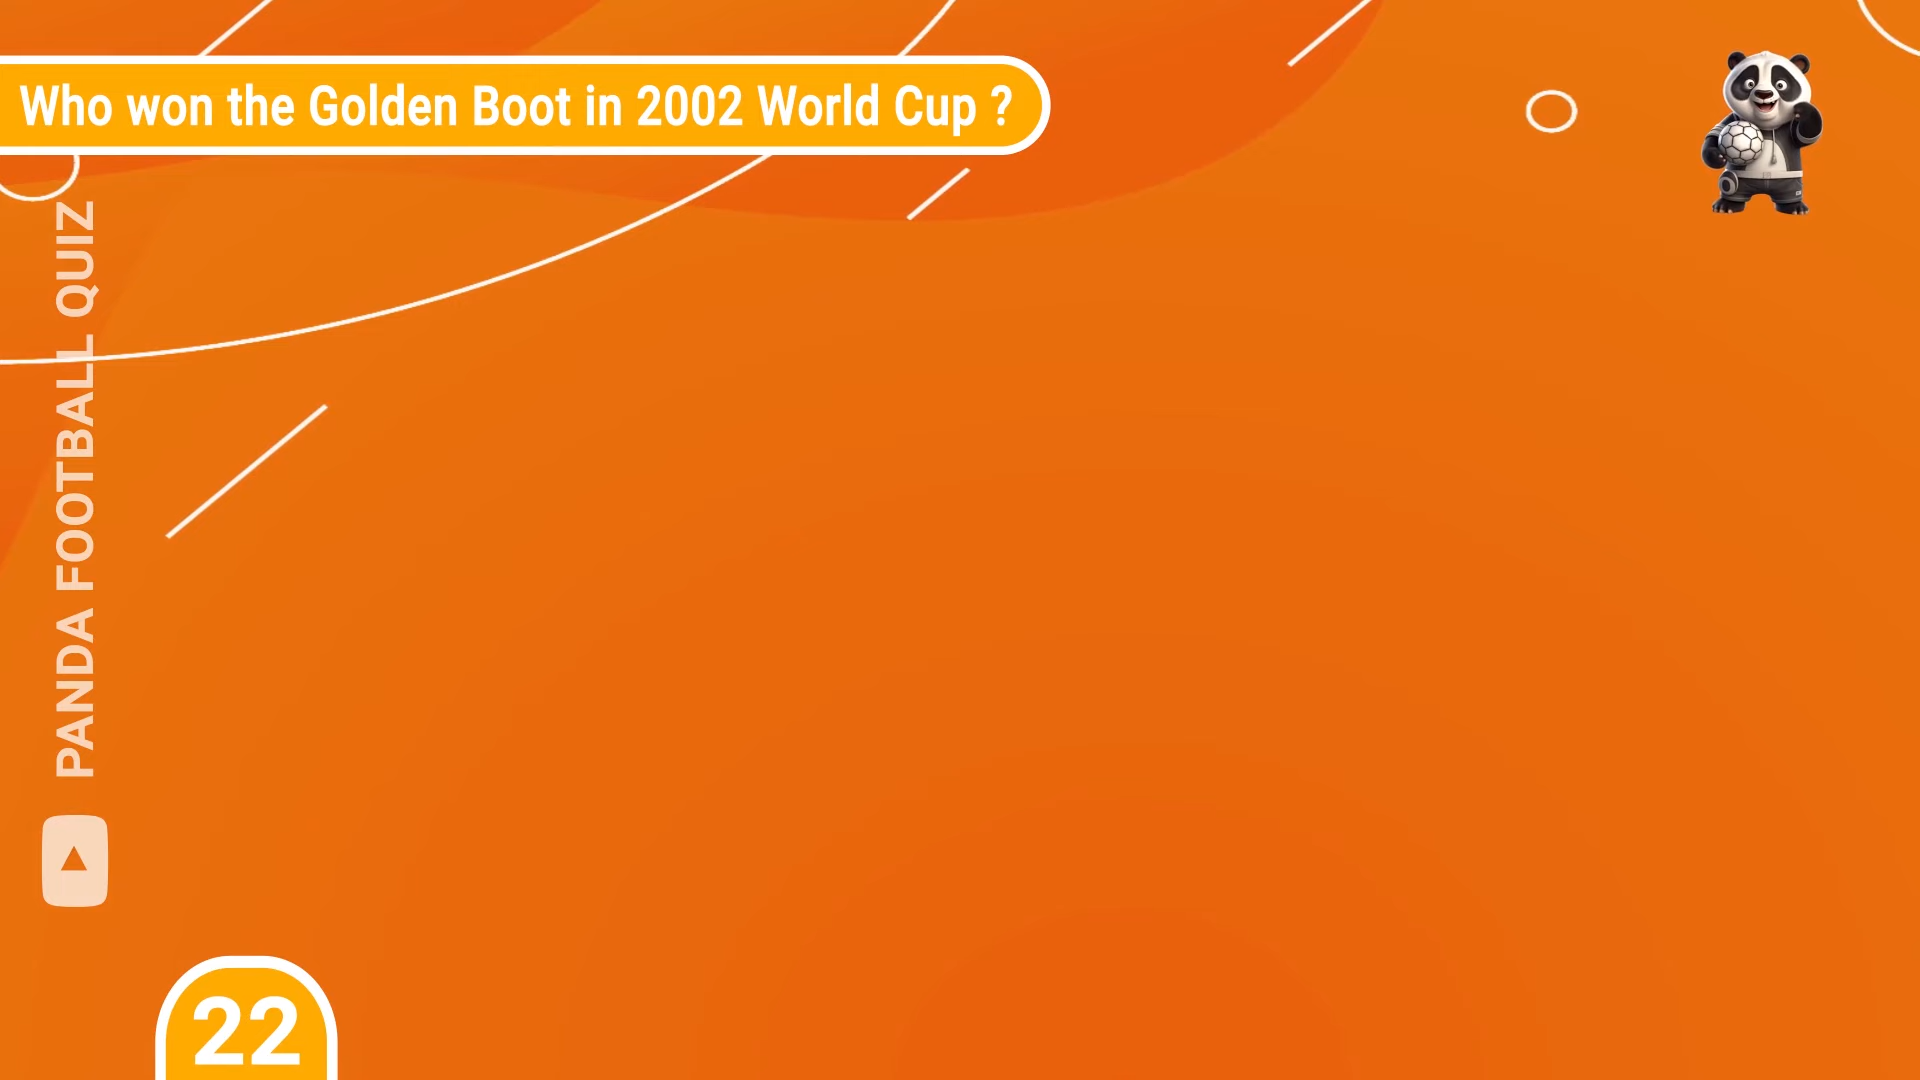 Who won the Golden Boot in 2002 World Cup ?
PANDA FOOTBALL QUIZ
22